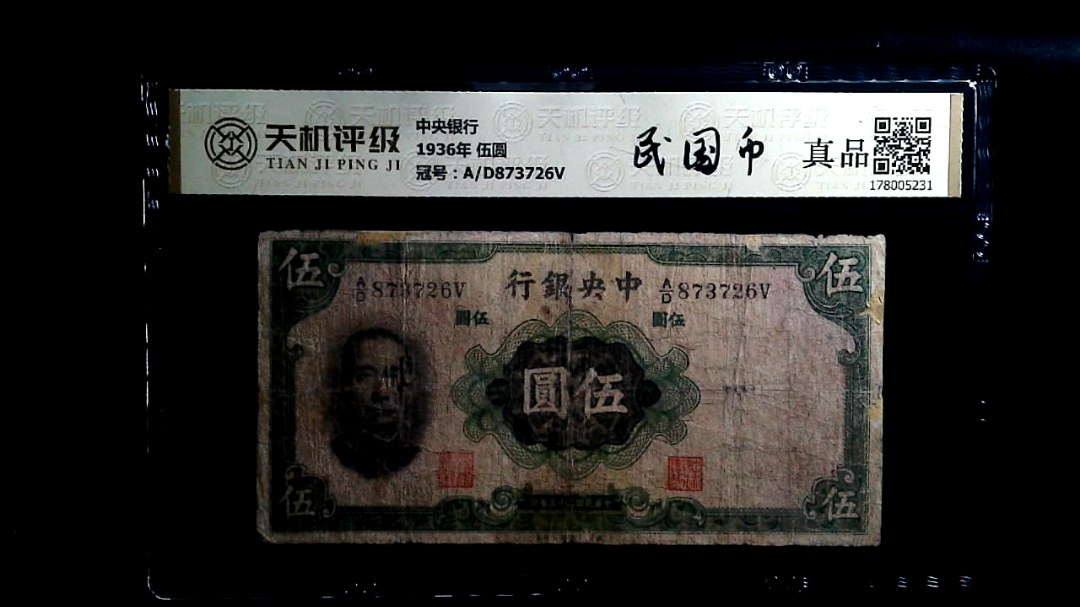 天机评级
TIAN JI PING JI
中央银行
1936年 伍圆
冠号：A/D873726V
民国币
真品
178005231
伍
伍
A/D 873726V
行銀央中
A/D 873726V
圓伍
圓伍
圓伍
伍
伍